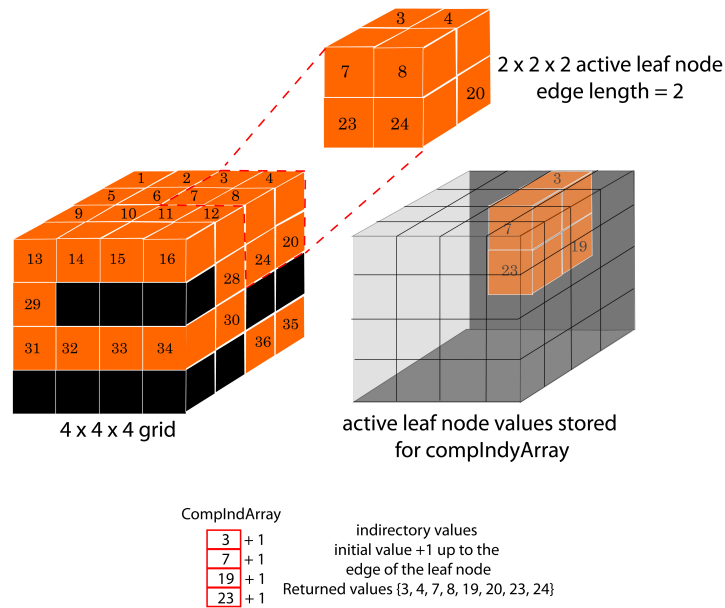 3 4
7 8
20
23 24
2 x 2 x 2 active leaf node
edge length = 2
1 2 3 4
5 6 7 8
9 10 11 12
13 14 15 16
20
24
28
29
30
35
31 32 33 34
36
4 x 4 x 4 grid
3
7
19
23
active leaf node values stored
for compIndyArray
CompIndArray
3 + 1
7 + 1
19 + 1
23 + 1
indirectory values
initial value +1 up to the
edge of the leaf node
Returned values {3, 4, 7, 8, 19, 20, 23, 24}